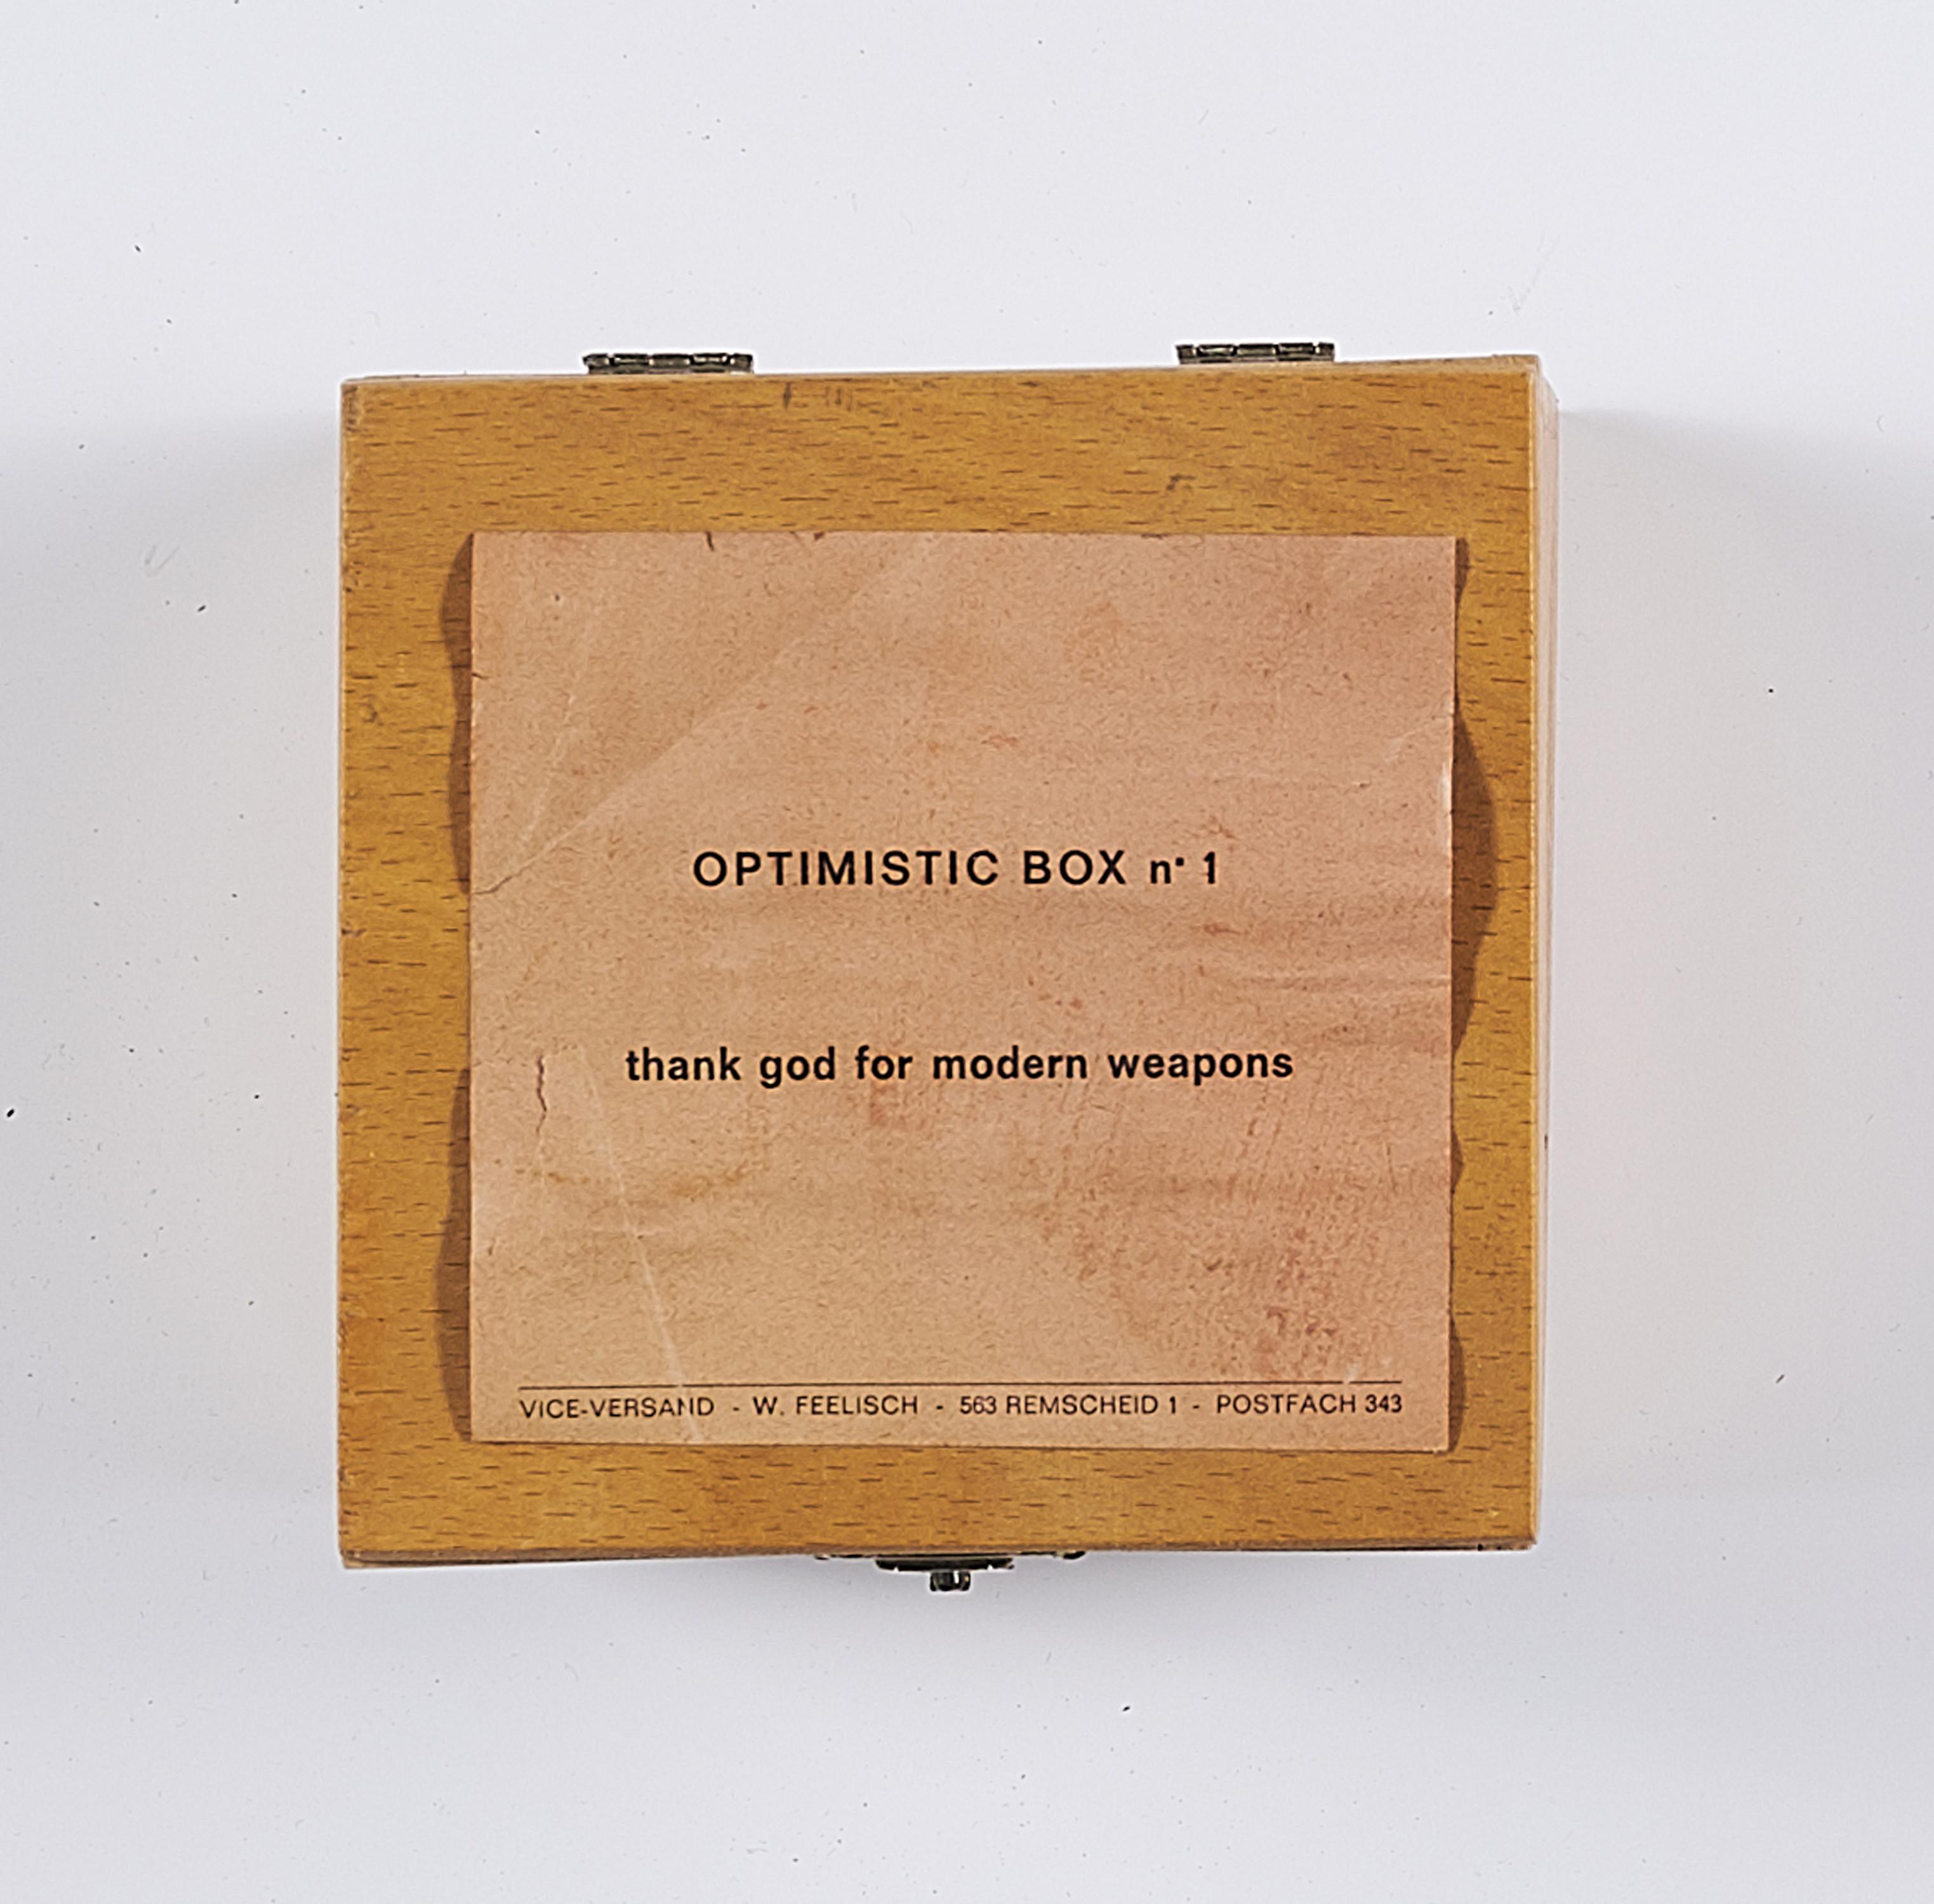 OPTIMISTIC BOX n° 1
thank god for modern weapons
VICE-VERSAND - W. FEELISCH - 563 REMSCHEID 1 - POSTFACH 343